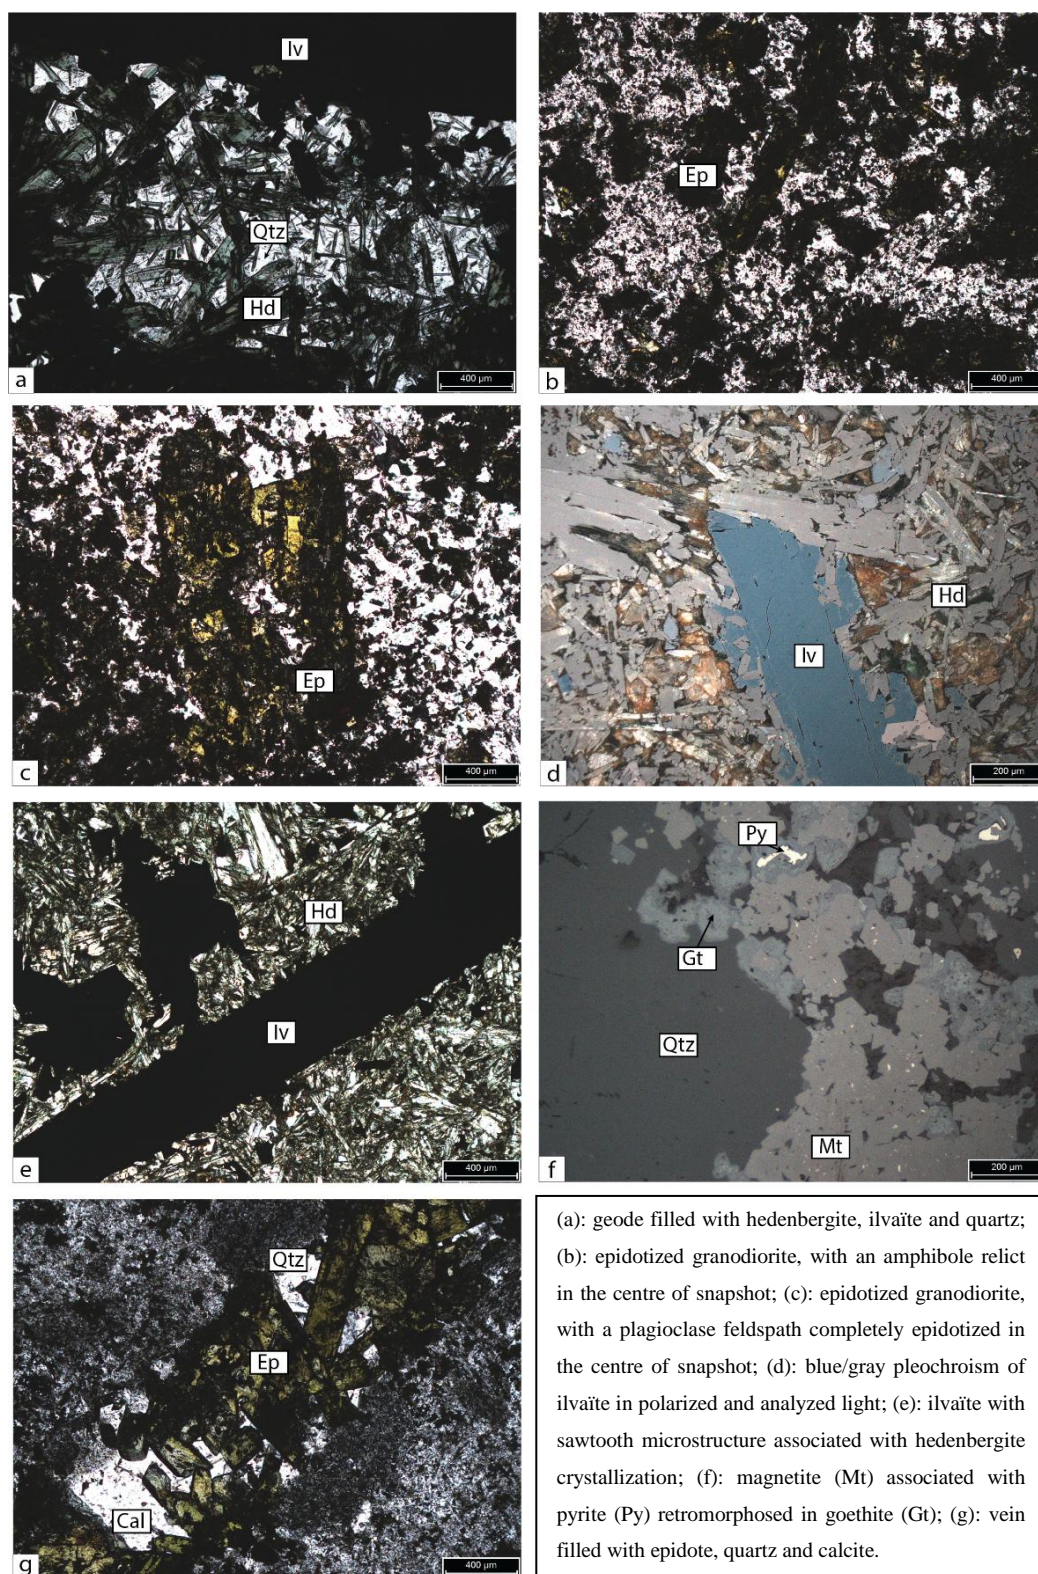 Iv
Qtz
Hd
a
400 µm
Ep
b
400 µm
Ep
c
400 µm
Hd
Iv
d
200 µm
Hd
Iv
e
400 µm
Py
Gt
Qtz
Mt
f
200 µm
Qtz
Ep
Cal
g
400 µm
(a): geode filled with hedenbergite, ilvaïte and quartz;
(b): epidotized granodiorite, with an amphibole relict
in the centre of snapshot; (c): epidotized granodiorite,
with a plagioclase feldspath completely epidotized in
the centre of snapshot; (d): blue/gray pleochroism of
ilvaïte in polarized and analyzed light; (e): ilvaïte with
sawtooth microstructure associated with hedenbergite
crystallization; (f): magnetite (Mt) associated with
pyrite (Py) retromorphosed in goethite (Gt); (g): vein
filled with epidote, quartz and calcite.